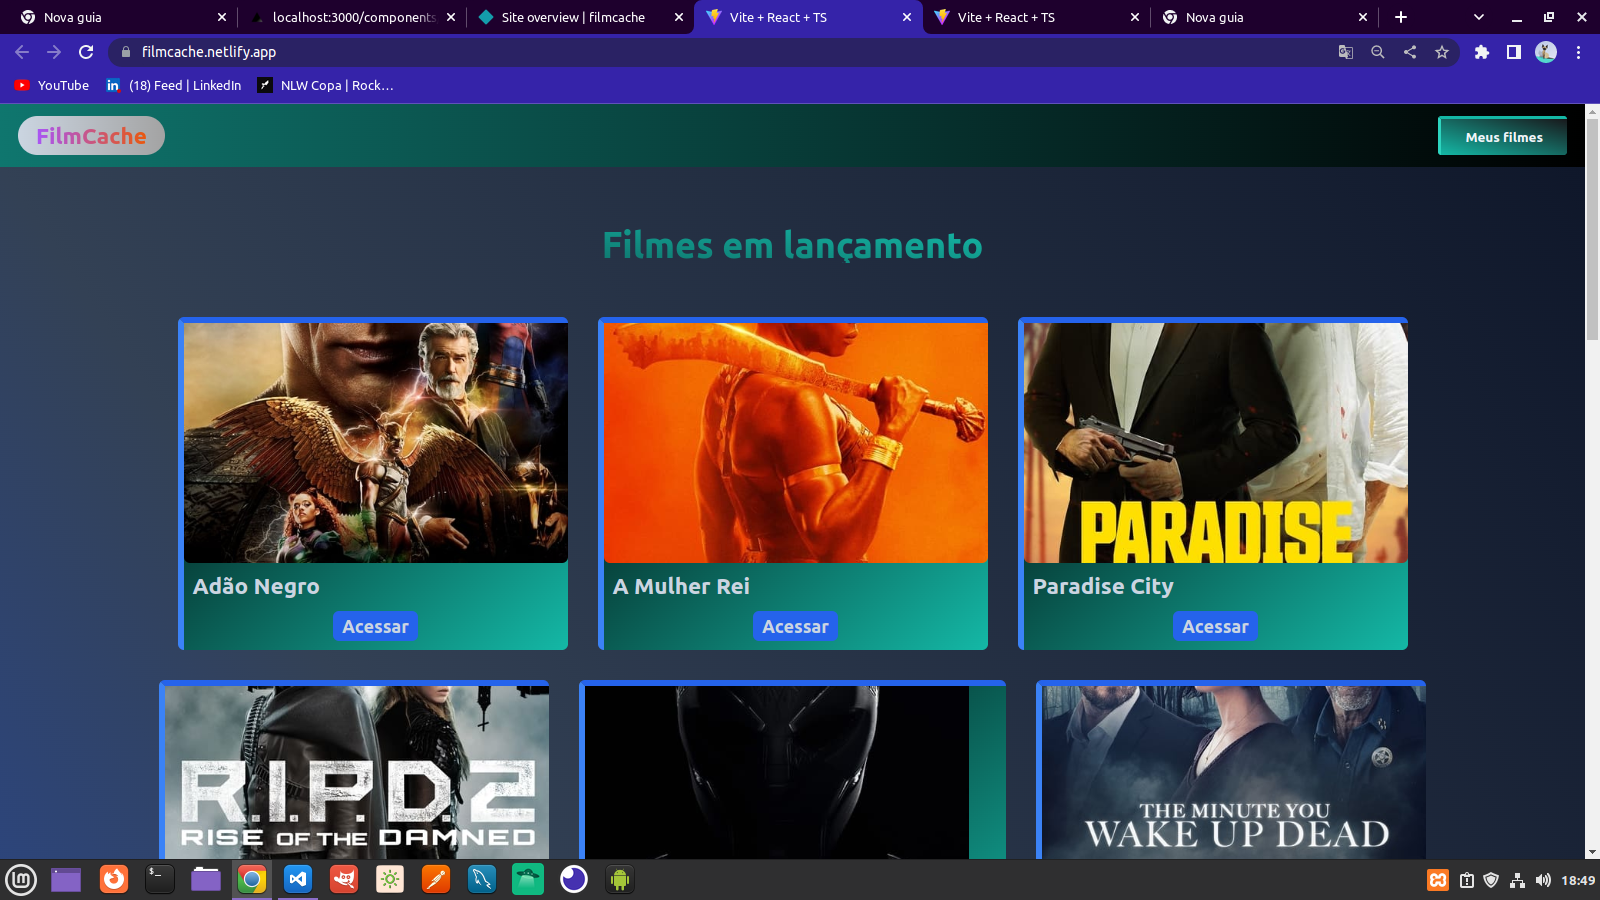 Nova guia
localhost:3000/components
Site overview | filmcache
Vite + React + TS
Vite + React + TS
Nova guia
filmcache.netlify.app
YouTube
(18) Feed | LinkedIn
NLW Copa | Rock…
FilmCache
Meus filmes
Filmes em lançamento
PARADISE
Adão Negro
A Mulher Rei
Paradise City
Acessar
Acessar
Acessar
R.I.P.D.2
RISE OF THE DAMNED
THE MINUTE YOU
WAKE UP DEAD
18:49